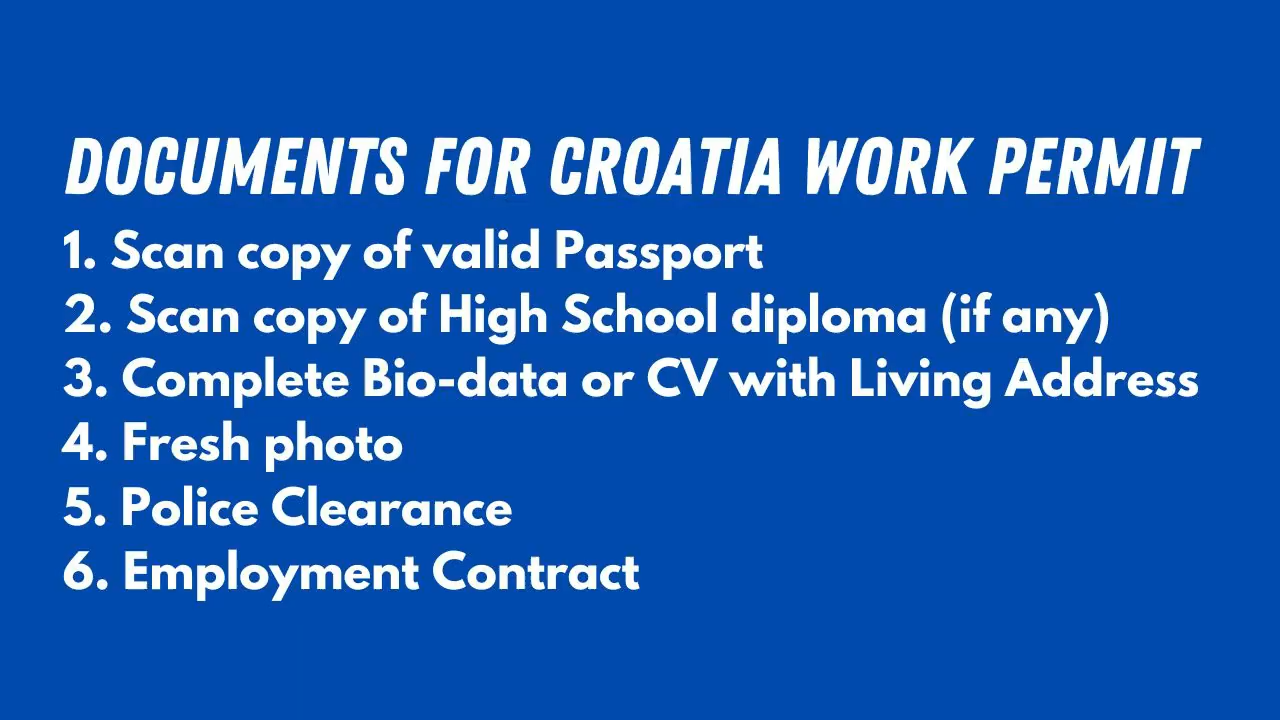 DOCUMENTS FOR CROATIA WORK PERMIT
1. Scan copy of valid Passport
2. Scan copy of High School diploma (if any)
3. Complete Bio-data or CV with Living Address
4. Fresh photo
5. Police Clearance
6. Employment Contract